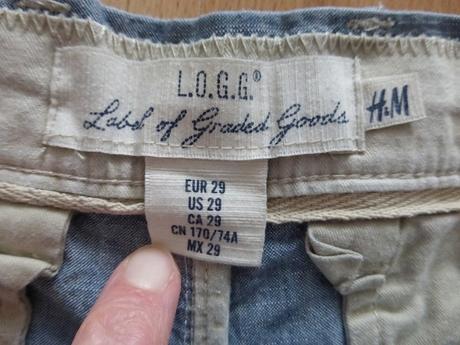 L.O.G.G.®
Label of Graded Goods
H&M
EUR 29
US 29
CA 29
CN 170/74A
MX 29